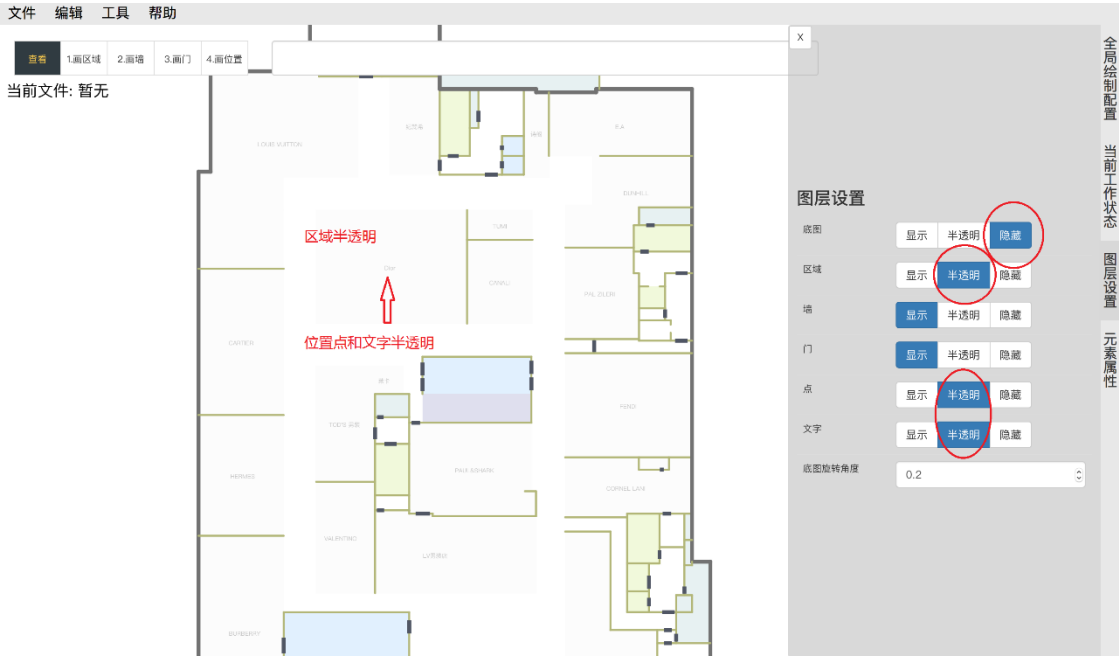 文件 编辑 工具 帮助
查看 1.画区域 2.画墙 3.画门 4.画位置
X
当前文件: 暂无
全局绘制配置
当前工作状态
图层设置
元素属性
LOUIS VUITTON
DUNHILL
区域半透明
TUMI
Dior
CANALI
位置点和文字半透明
CARTIER
FENDI
HERMES
VALENTINO
BURBERRY
图层设置
底图 显示 半透明 隐藏
区域 显示 半透明 隐藏
墙 显示 半透明 隐藏
门 显示 半透明 隐藏
点 显示 半透明 隐藏
文字 显示 半透明 隐藏
底图旋转角度 0.2